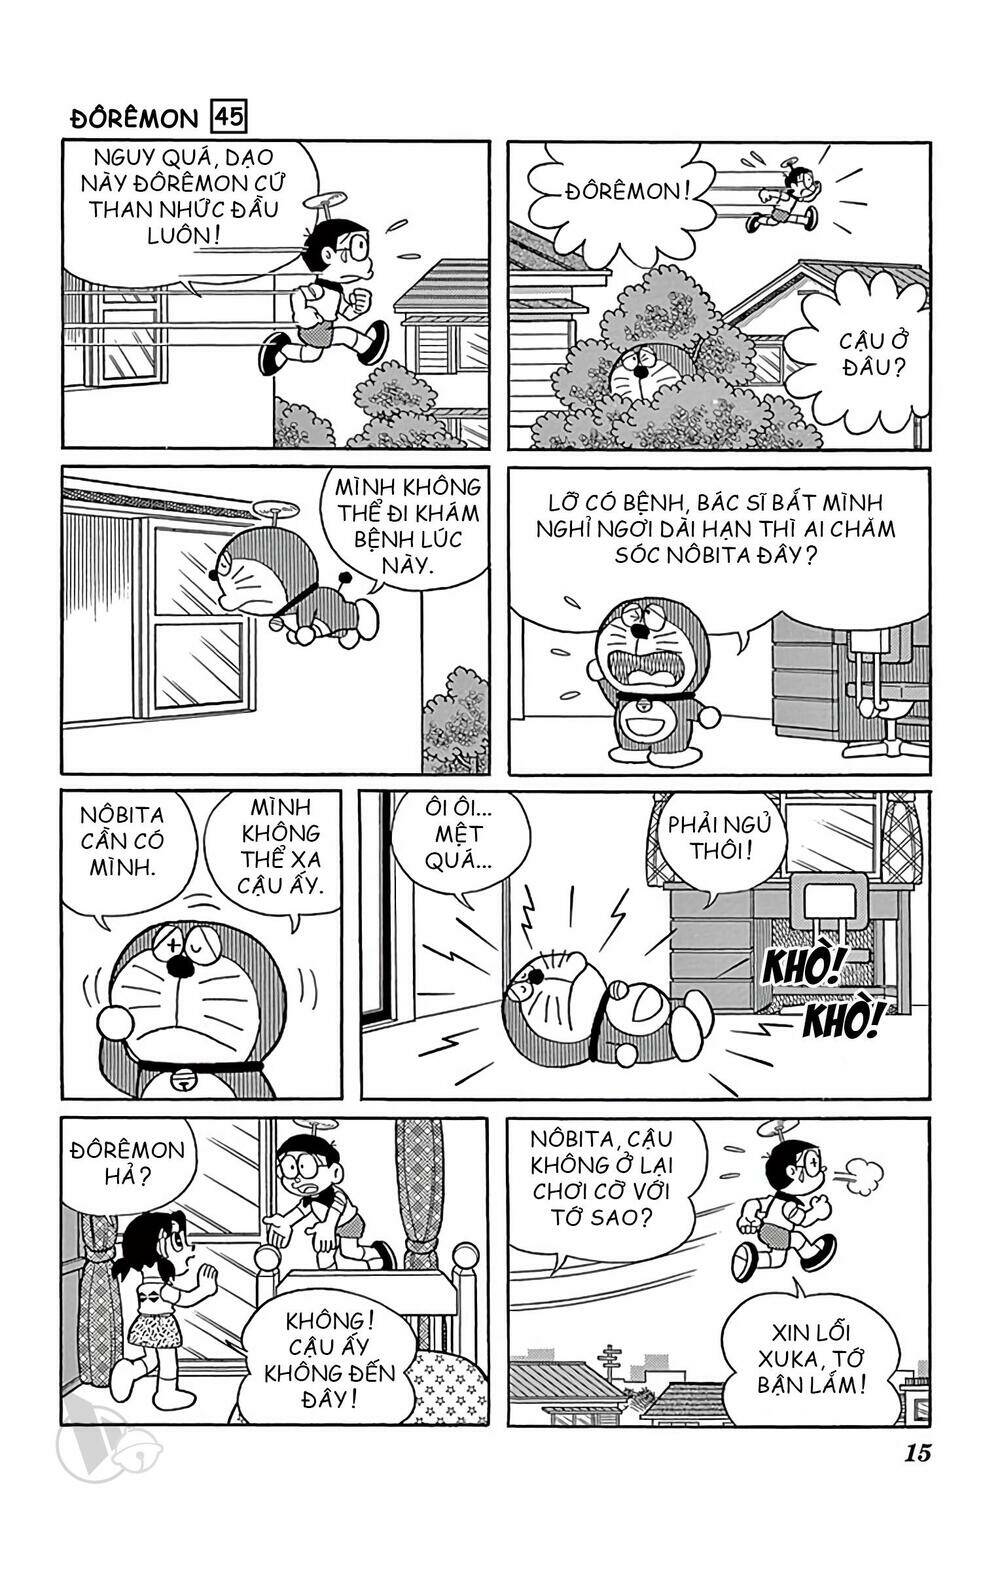 ĐÔRÊMON 45
NGUY QUÁ, DẠO
NÀY ĐÔRÊMON CỨ
THAN NHỨC ĐẦU
LUÔN!
ĐÔRÊMON!
CẬU Ở
ĐÂU?
MÌNH KHÔNG
THỂ ĐI KHÁM
BỆNH LÚC
NÀY.
LỠ CÓ BỆNH, BÁC SĨ BẮT MÌNH
NGHỈ NGƠI DÀI HẠN THÌ AI CHĂM
SÓC NÔBITA ĐÂY?
NÔBITA
CẦN CÓ
MÌNH.
MÌNH
KHÔNG
THỂ XA
CẬU ẤY.
ÔI ÔI...
MỆT
QUÁ...
PHẢI NGỦ
THÔI!
KHÒ!
KHÒ!
ĐÔRÊMON
HẢ?
KHÔNG!
CẬU ẤY
KHÔNG ĐẾN
ĐÂY!
NÔBITA, CẬU
KHÔNG Ở LẠI
CHƠI CỜ VỚI
TỚ SAO?
XIN LỖI
XUKA, TỚ
BẬN LẮM!
15